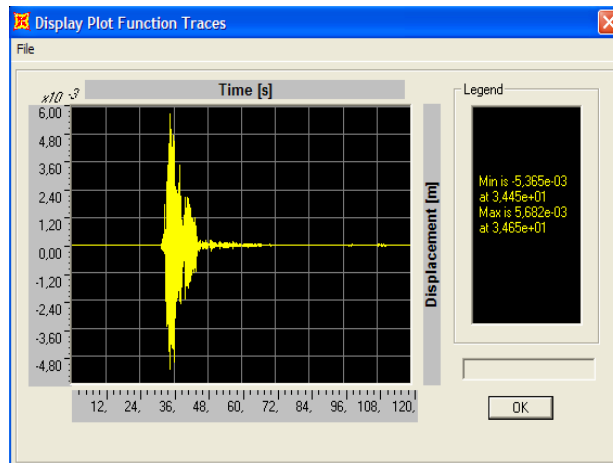 Display Plot Function Traces
File
x10 -3
Time [s]
6,00
4,80
3,60
2,40
1,20
0,00
-1,20
-2,40
-3,60
-4,80
12, 24, 36, 48, 60, 72, 84, 96, 108, 120,
Displacement [m]
Legend
Min is -5,365e-03
at 3,445e+01
Max is 5,682e-03
at 3,465e+01
OK